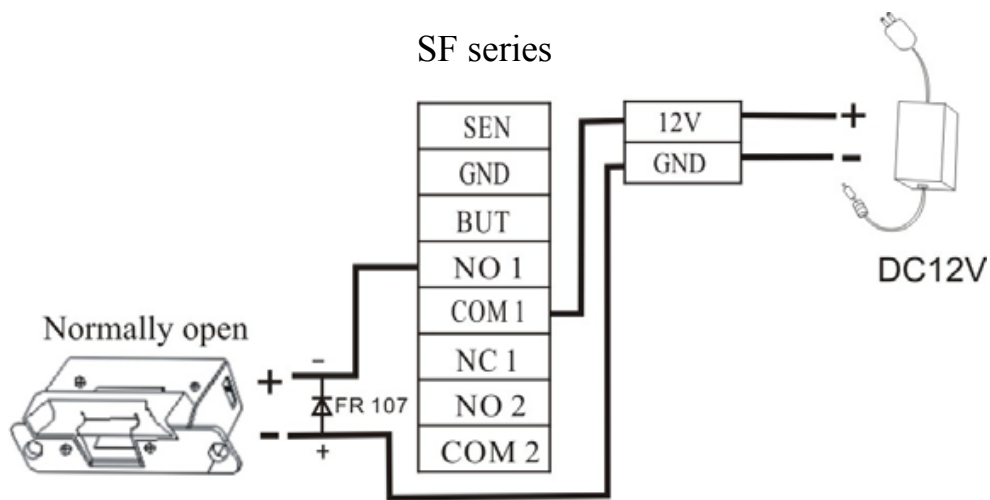 SF series
SEN
GND
BUT
NO 1
COM 1
NC 1
NO 2
COM 2
12V
GND
+
-
DC12V
Normally open
+
-
-
FR 107
+